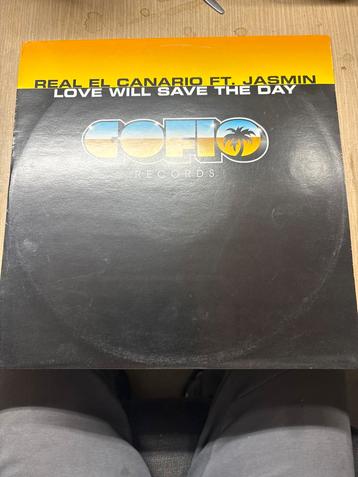 REAL EL CANARIO FT. JASMIN
LOVE WILL SAVE THE DAY
COFIO
RECORDS